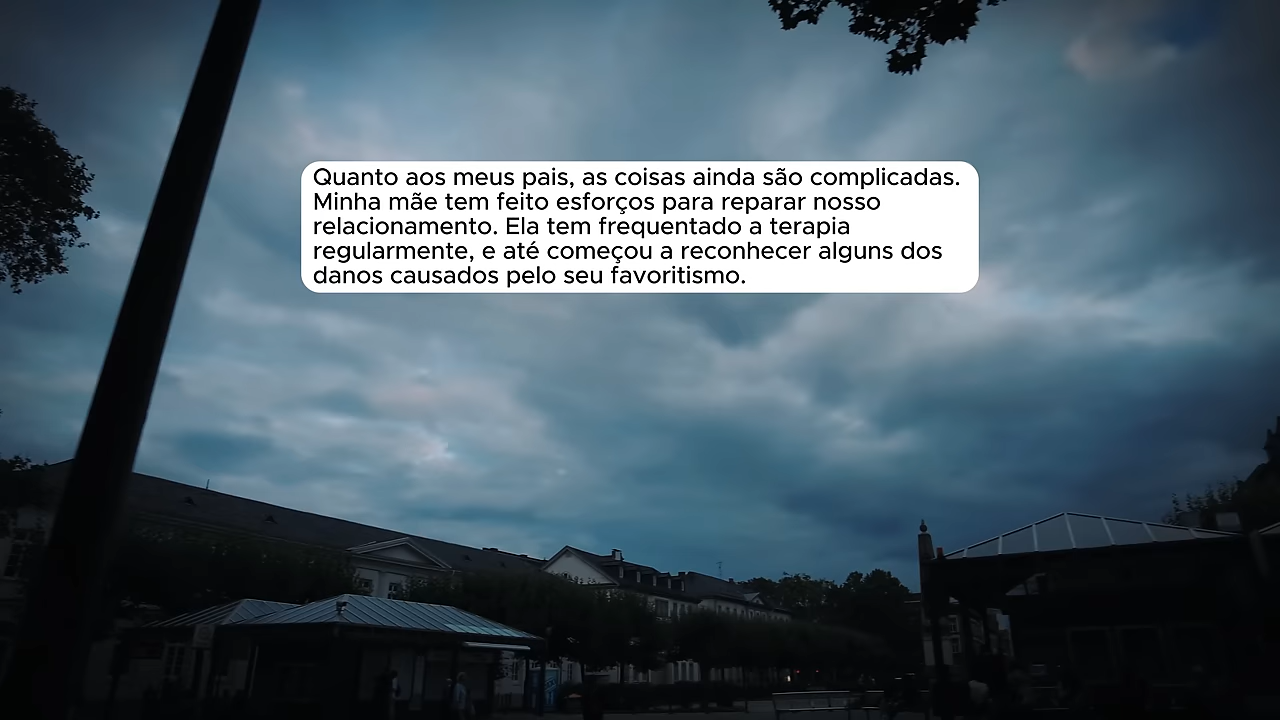 Quanto aos meus pais, as coisas ainda são complicadas.
Minha mãe tem feito esforços para reparar nosso
relacionamento. Ela tem frequentado a terapia
regularmente, e até começou a reconhecer alguns dos
danos causados pelo seu favoritismo.